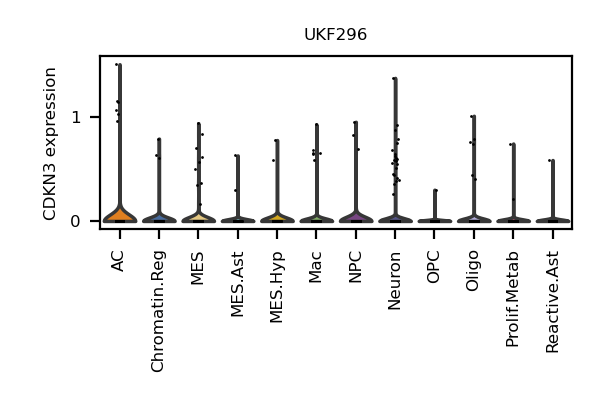 UKF296
CDKN3 expression
1
0
AC
Chromatin.Reg
MES
MES.Ast
MES.Hyp
Mac
NPC
Neuron
OPC
Oligo
Prolif.Metab
Reactive.Ast